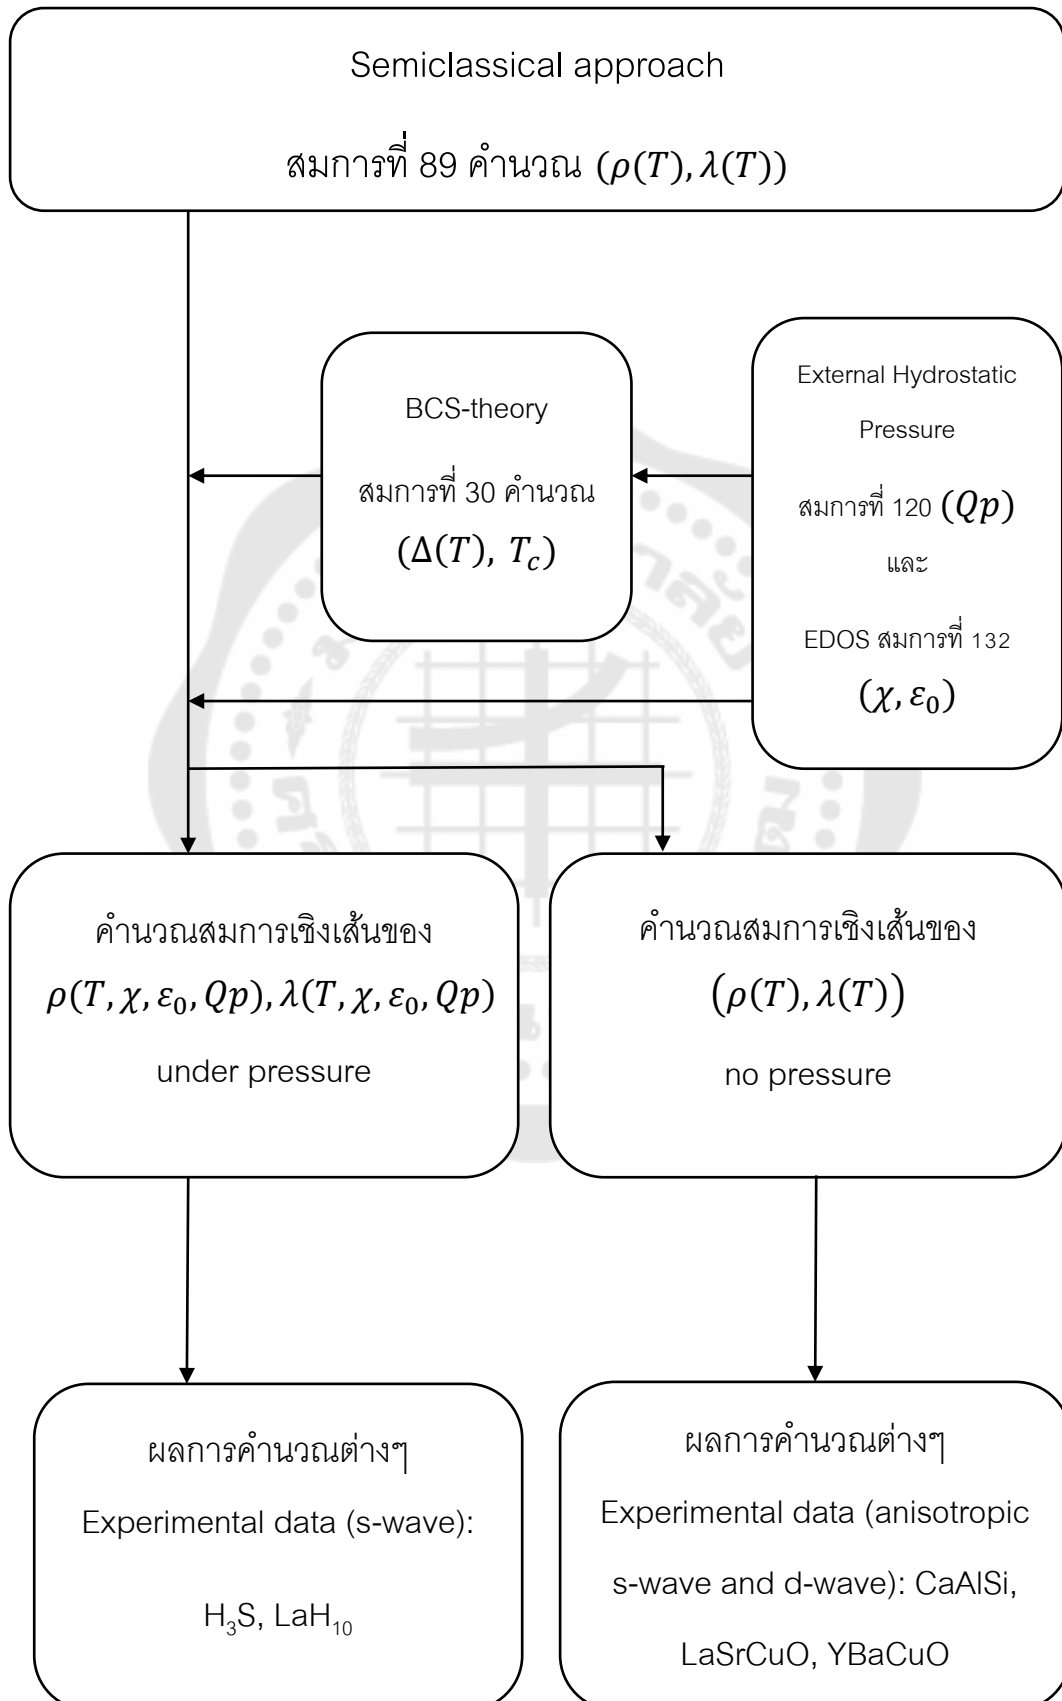 Semiclassical approach
สมการที่ 89 คำนวณ (ρ(T), λ(T))
BCS-theory
สมการที่ 30 คำนวณ
(Δ(T), T_c)
External Hydrostatic
Pressure
สมการที่ 120 (Qp)
และ
EDOS สมการที่ 132
(χ, ε₀)
คำนวณสมการเชิงเส้นของ
ρ(T, χ, ε₀, Qp), λ(T, χ, ε₀, Qp)
under pressure
คำนวณสมการเชิงเส้นของ
(ρ(T), λ(T))
no pressure
ผลการคำนวณต่างๆ
Experimental data (s-wave):
H₃S, LaH₁₀
ผลการคำนวณต่างๆ
Experimental data (anisotropic
s-wave and d-wave): CaAlSi,
LaSrCuO, YBaCuO